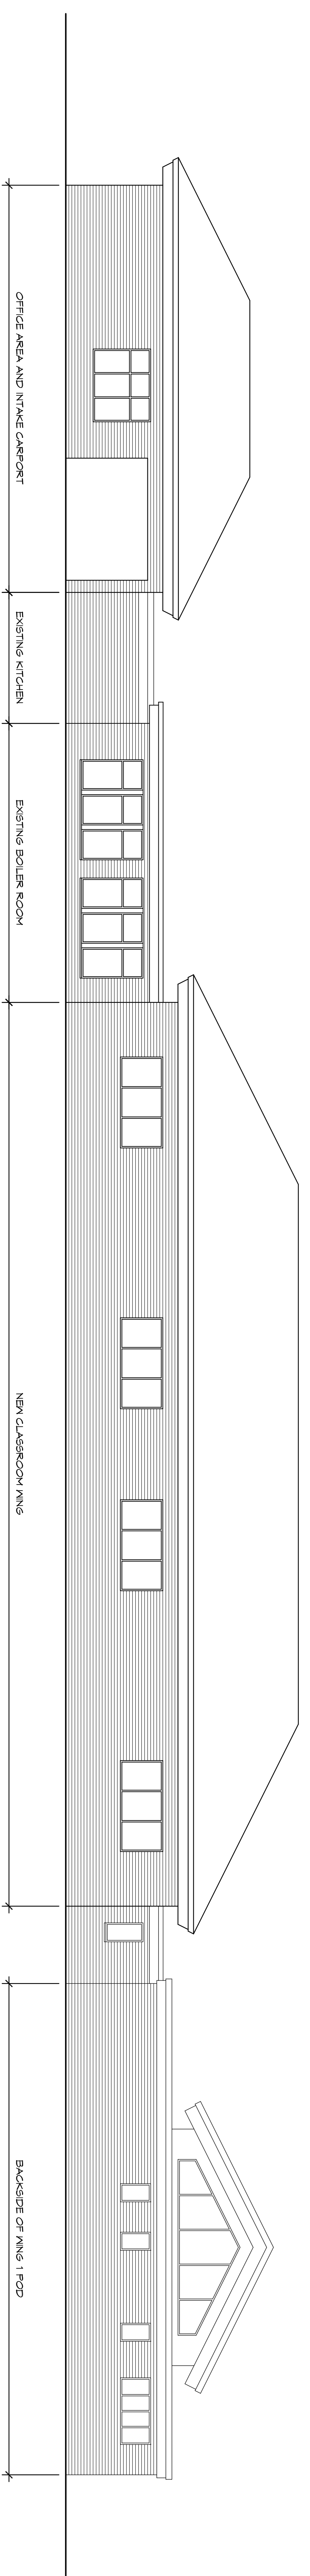 OFFICE AREA AND INTAKE CARPORT
EXISTING KITCHEN
EXISTING BOILER ROOM
NEW CLASSROOM WING
BACKSIDE OF WING 1 POD